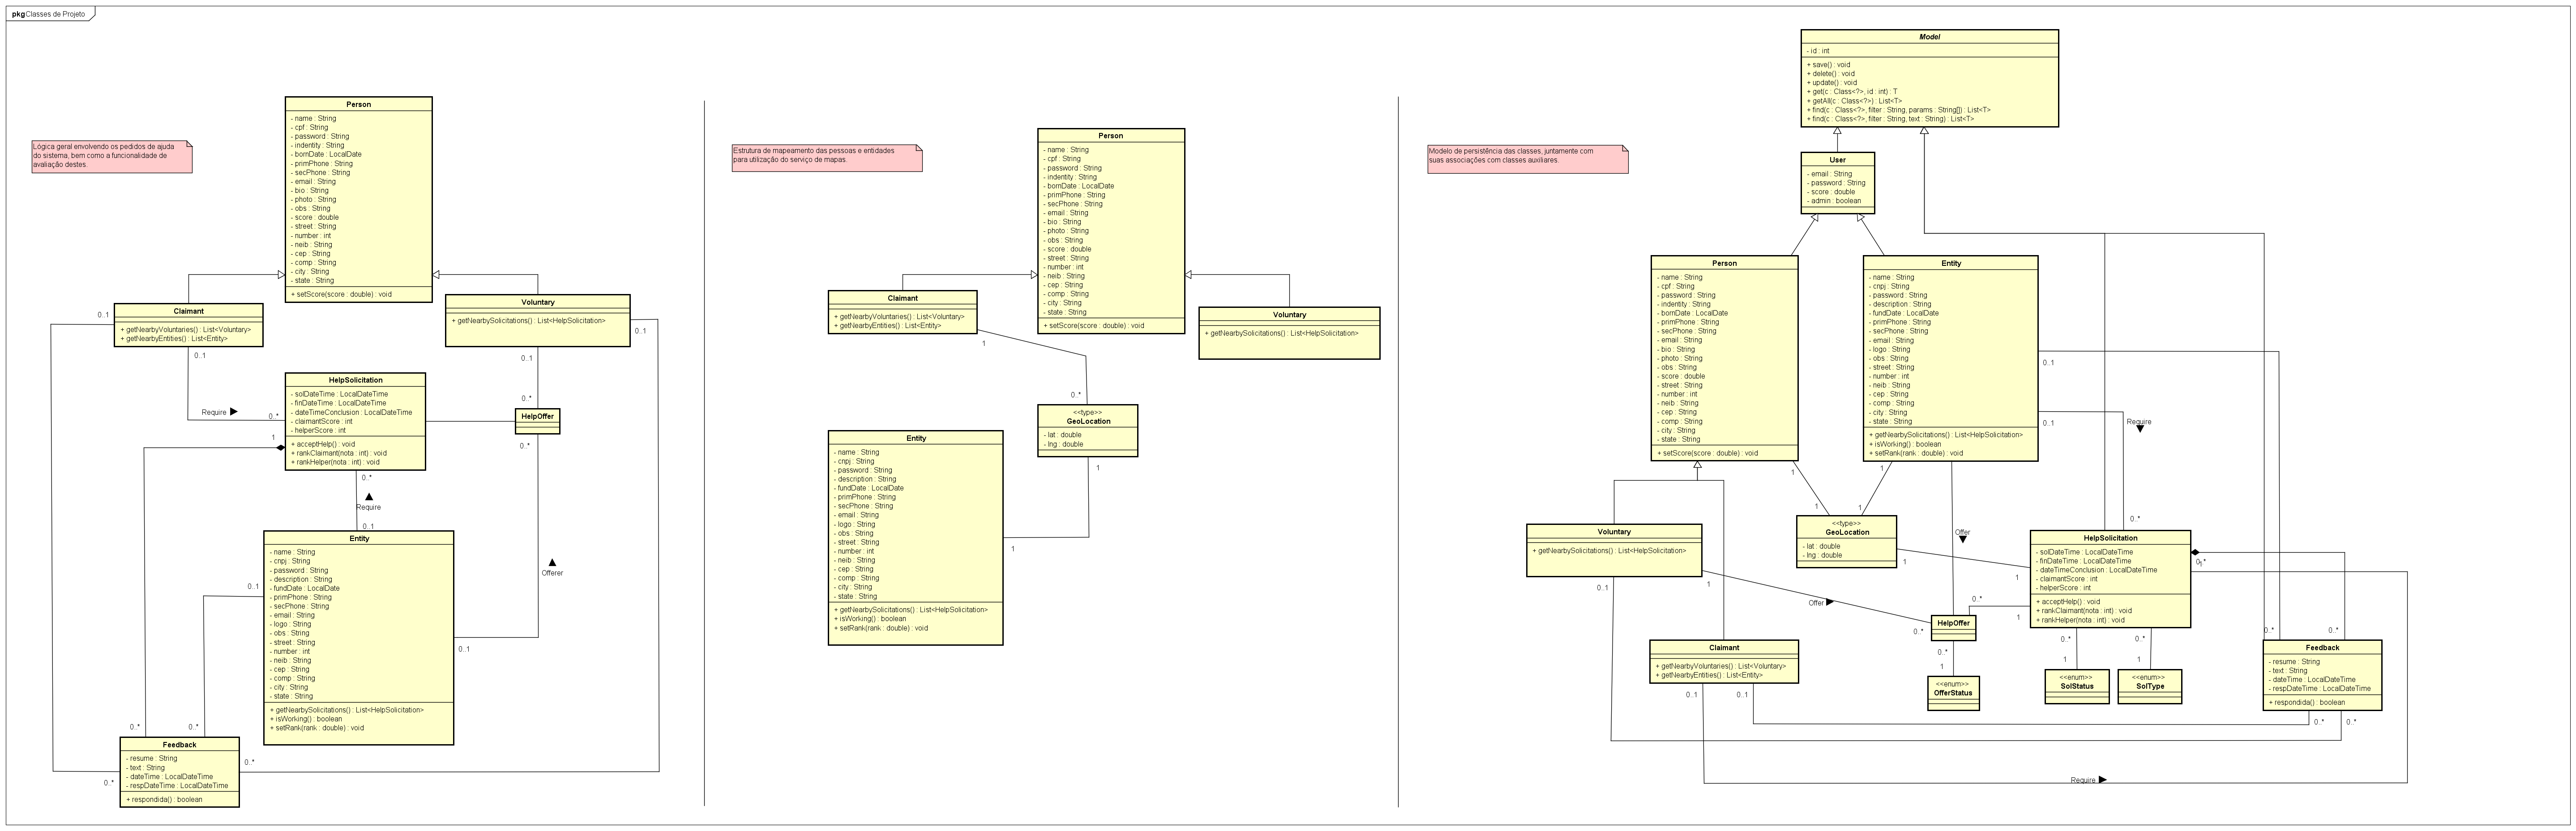 pkg Classes de Projeto
Lógica geral envolvendo os pedidos de ajuda
do sistema, bem como a funcionalidade de
avaliação destes.
Person
- name : String
- cpf : String
- password : String
- indentity : String
- bornDate : LocalDate
- primPhone : String
- secPhone : String
- email : String
- bio : String
- photo : String
- obs : String
- score : double
- street : String
- number : int
- neib : String
- cep : String
- comp : String
- city : String
- state : String
+ setScore(score : double) : void
Claimant
+ getNearbyVoluntaries() : List<Voluntary>
+ getNearbyEntities() : List<Entity>
Voluntary
+ getNearbySolicitations() : List<HelpSolicitation>
0..1
0..1
0..1
0..1
HelpSolicitation
- solDateTime : LocalDateTime
- finDateTime : LocalDateTime
- dateTimeConclusion : LocalDateTime
- claimantScore : int
- helperScore : int
+ acceptHelp() : void
+ rankClaimant(nota : int) : void
+ rankHelper(nota : int) : void
Require
0..*
1
0..*
HelpOffer
0..*
0..*
Require
0..1
Offerer
Entity
- name : String
- cnpj : String
- password : String
- description : String
- fundDate : LocalDate
- primPhone : String
- secPhone : String
- email : String
- logo : String
- obs : String
- street : String
- number : int
- neib : String
- cep : String
- comp : String
- city : String
- state : String
+ getNearbySolicitations() : List<HelpSolicitation>
+ isWorking() : boolean
+ setRank(rank : double) : void
0..1
0..1
0..*
0..*
Feedback
- resume : String
- text : String
- dateTime : LocalDateTime
- respDateTime : LocalDateTime
+ respondida() : boolean
0..*
0..*
Estrutura de mapeamento das pessoas e entidades
para utilização do serviço de mapas.
Person
- name : String
- cpf : String
- password : String
- indentity : String
- bornDate : LocalDate
- primPhone : String
- secPhone : String
- email : String
- bio : String
- photo : String
- obs : String
- score : double
- street : String
- number : int
- neib : String
- cep : String
- comp : String
- city : String
- state : String
+ setScore(score : double) : void
Claimant
+ getNearbyVoluntaries() : List<Voluntary>
+ getNearbyEntities() : List<Entity>
Voluntary
+ getNearbySolicitations() : List<HelpSolicitation>
1
0..*
<<type>>
GeoLocation
- lat : double
- lng : double
1
Entity
- name : String
- cnpj : String
- password : String
- description : String
- fundDate : LocalDate
- primPhone : String
- secPhone : String
- email : String
- logo : String
- obs : String
- street : String
- number : int
- neib : String
- cep : String
- comp : String
- city : String
- state : String
+ getNearbySolicitations() : List<HelpSolicitation>
+ isWorking() : boolean
+ setRank(rank : double) : void
1
Modelo de persistência das classes, juntamente com
suas associações com classes auxiliares.
Model
- id : int
+ save() : void
+ delete() : void
+ update() : void
+ get(c : Class<?>, id : int) : T
+ getAll(c : Class<?>) : List<T>
+ find(c : Class<?>, filter : String, params : String[]) : List<T>
+ find(c : Class<?>, filter : String, text : String) : List<T>
User
- email : String
- password : String
- score : double
- admin : boolean
Person
- name : String
- cpf : String
- password : String
- indentity : String
- bornDate : LocalDate
- primPhone : String
- secPhone : String
- email : String
- bio : String
- photo : String
- obs : String
- score : double
- street : String
- number : int
- neib : String
- cep : String
- comp : String
- city : String
- state : String
+ setScore(score : double) : void
Entity
- name : String
- cnpj : String
- password : String
- description : String
- fundDate : LocalDate
- primPhone : String
- secPhone : String
- email : String
- logo : String
- obs : String
- street : String
- number : int
- neib : String
- cep : String
- comp : String
- city : String
- state : String
+ getNearbySolicitations() : List<HelpSolicitation>
+ isWorking() : boolean
+ setRank(rank : double) : void
0..1
0..1
Require
0..*
1
1
1
1
<<type>>
GeoLocation
- lat : double
- lng : double
1
1
Offer
Voluntary
+ getNearbySolicitations() : List<HelpSolicitation>
0..1
1
Offer
0..*
HelpSolicitation
- solDateTime : LocalDateTime
- finDateTime : LocalDateTime
- dateTimeConclusion : LocalDateTime
- claimantScore : int
- helperScore : int
+ acceptHelp() : void
+ rankClaimant(nota : int) : void
+ rankHelper(nota : int) : void
0..*
1
HelpOffer
0..*
1
<<enum>>
OfferStatus
0..*
1
<<enum>>
SolStatus
0..*
1
<<enum>>
SolType
Claimant
+ getNearbyVoluntaries() : List<Voluntary>
+ getNearbyEntities() : List<Entity>
0..1
0..1
0..*
0..*
Feedback
- resume : String
- text : String
- dateTime : LocalDateTime
- respDateTime : LocalDateTime
+ respondida() : boolean
0..*
0..*
Require